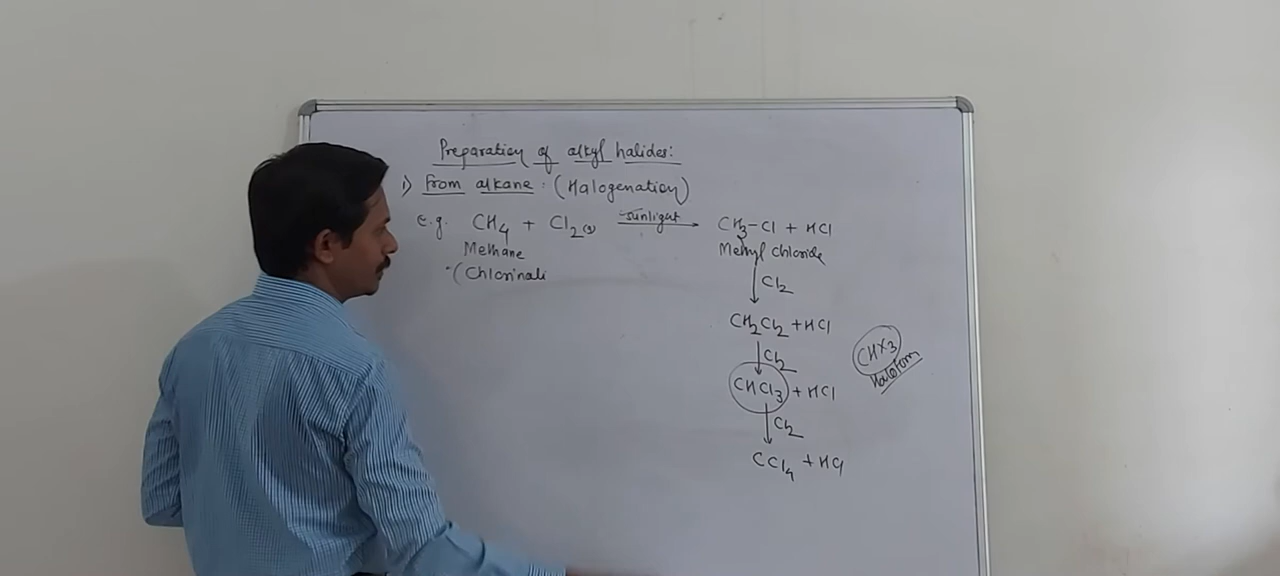 Preparation of alkyl halides:
1) From alkane: (Halogenation)
e.g. CH4 + Cl2(g) sunlight → CH3-Cl + HCl
Methane Methyl chloride
(Chlorinati
↓ Cl2
CH2Cl2 + HCl
↓ Cl2
CHCl3 + HCl
CHX3
Haloform
↓ Cl2
CCl4 + HCl